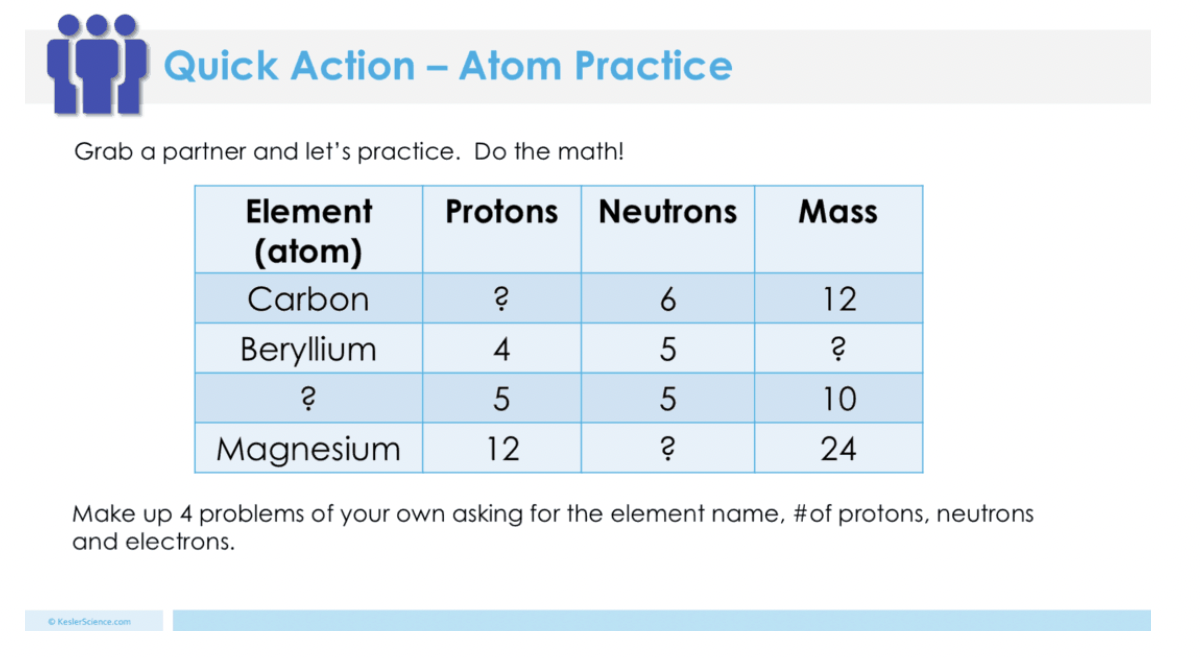 Quick Action – Atom Practice
Grab a partner and let's practice.  Do the math!
Element (atom) Protons Neutrons Mass
Carbon ? 6 12
Beryllium 4 5 ?
? 5 5 10
Magnesium 12 ? 24
Make up 4 problems of your own asking for the element name, #of protons, neutrons
and electrons.
© KeslerScience.com